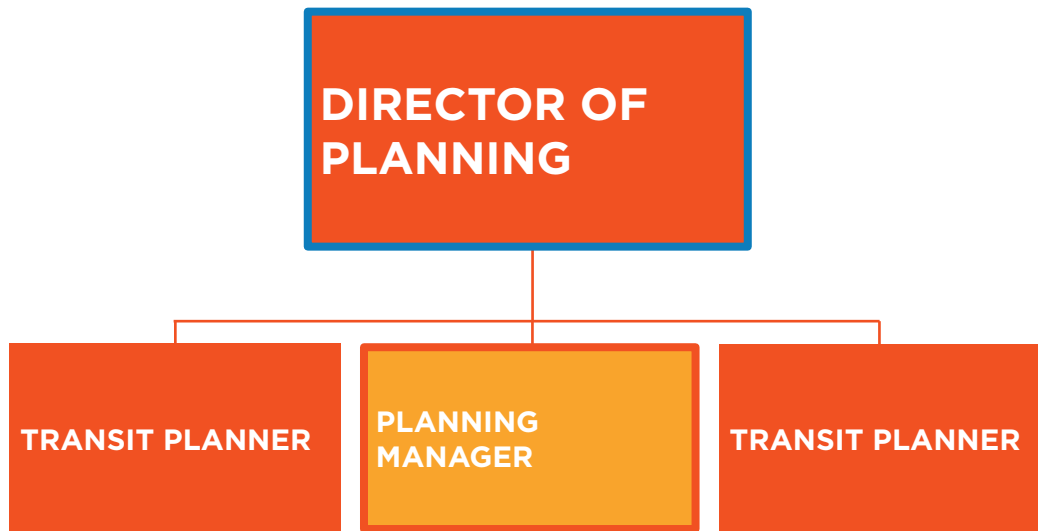 DIRECTOR OF
PLANNING
TRANSIT PLANNER
PLANNING
MANAGER
TRANSIT PLANNER